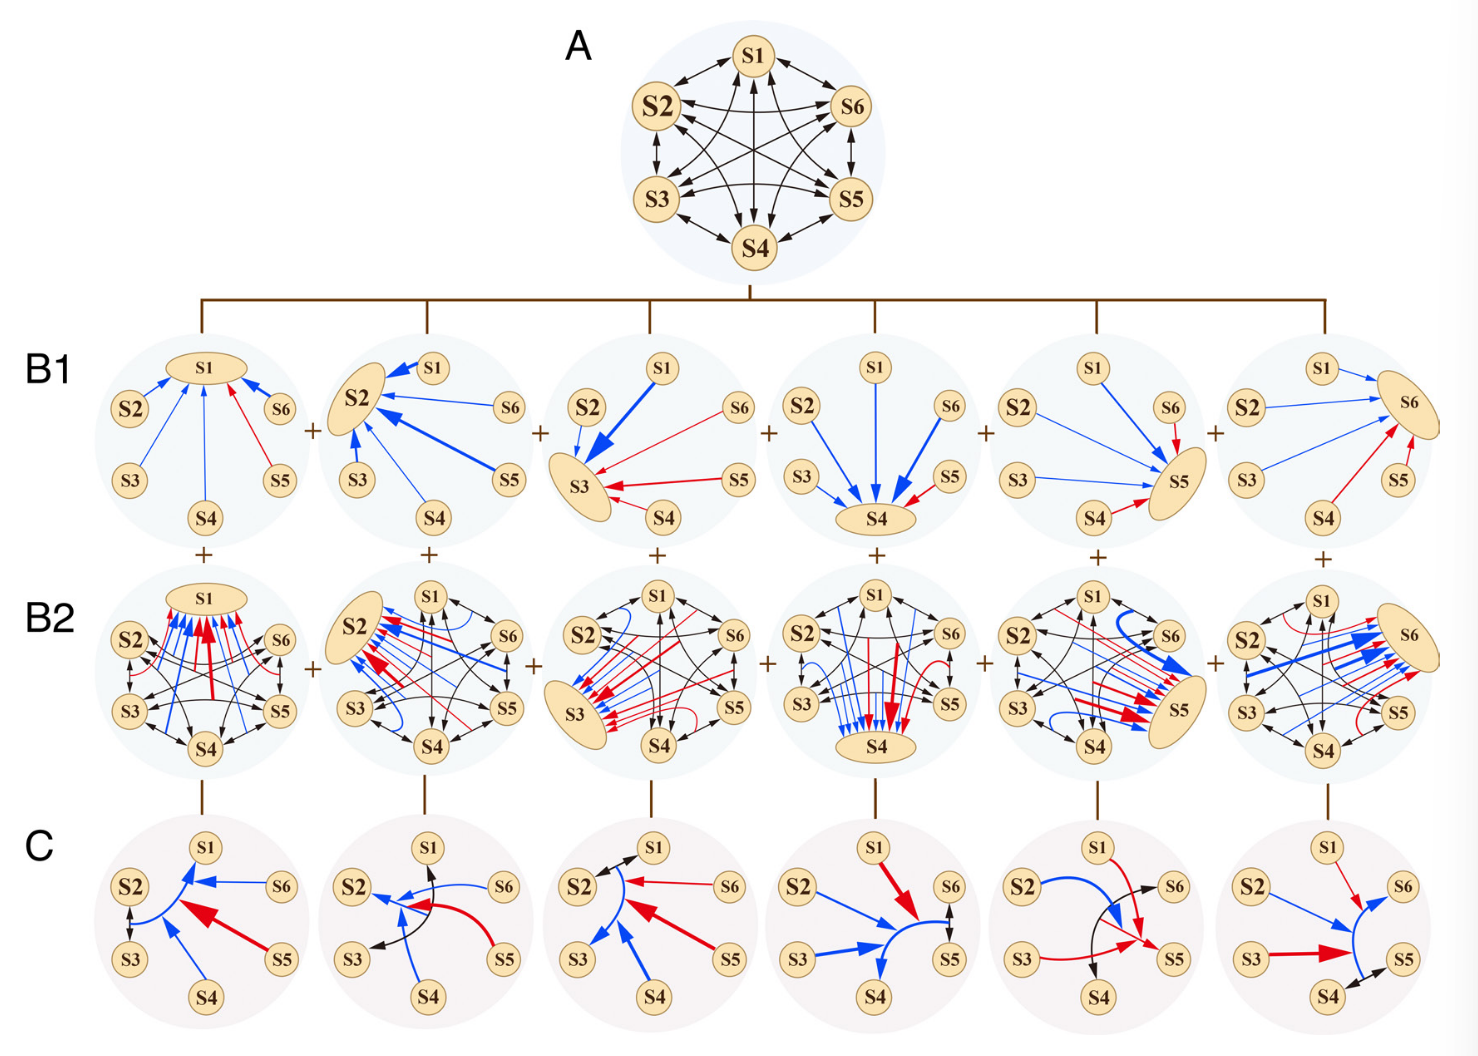 A
S1
S2 S6
S3 S5
S4
B1
S1 S1 S1 S1 S1 S1
S2 S6 S2 S6 S2 S6 S2 S6 S2 S6 S2 S6
+ + + + +
S3 S5 S3 S5 S3 S5 S3 S5 S3 S5 S3 S5
S4 S4 S4 S4 S4 S4
+ + + + + +
B2
S1 S1 S1 S1 S1 S1
S2 S6 S2 S6 S2 S6 S2 S6 S2 S6 S2 S6
+ + + + +
S3 S5 S3 S5 S3 S5 S3 S5 S3 S5 S3 S5
S4 S4 S4 S4 S4 S4
C
S1 S1 S1 S1 S1 S1
S2 S6 S2 S6 S2 S6 S2 S6 S2 S6 S2 S6
S3 S5 S3 S5 S3 S5 S3 S5 S3 S5 S3 S5
S4 S4 S4 S4 S4 S4